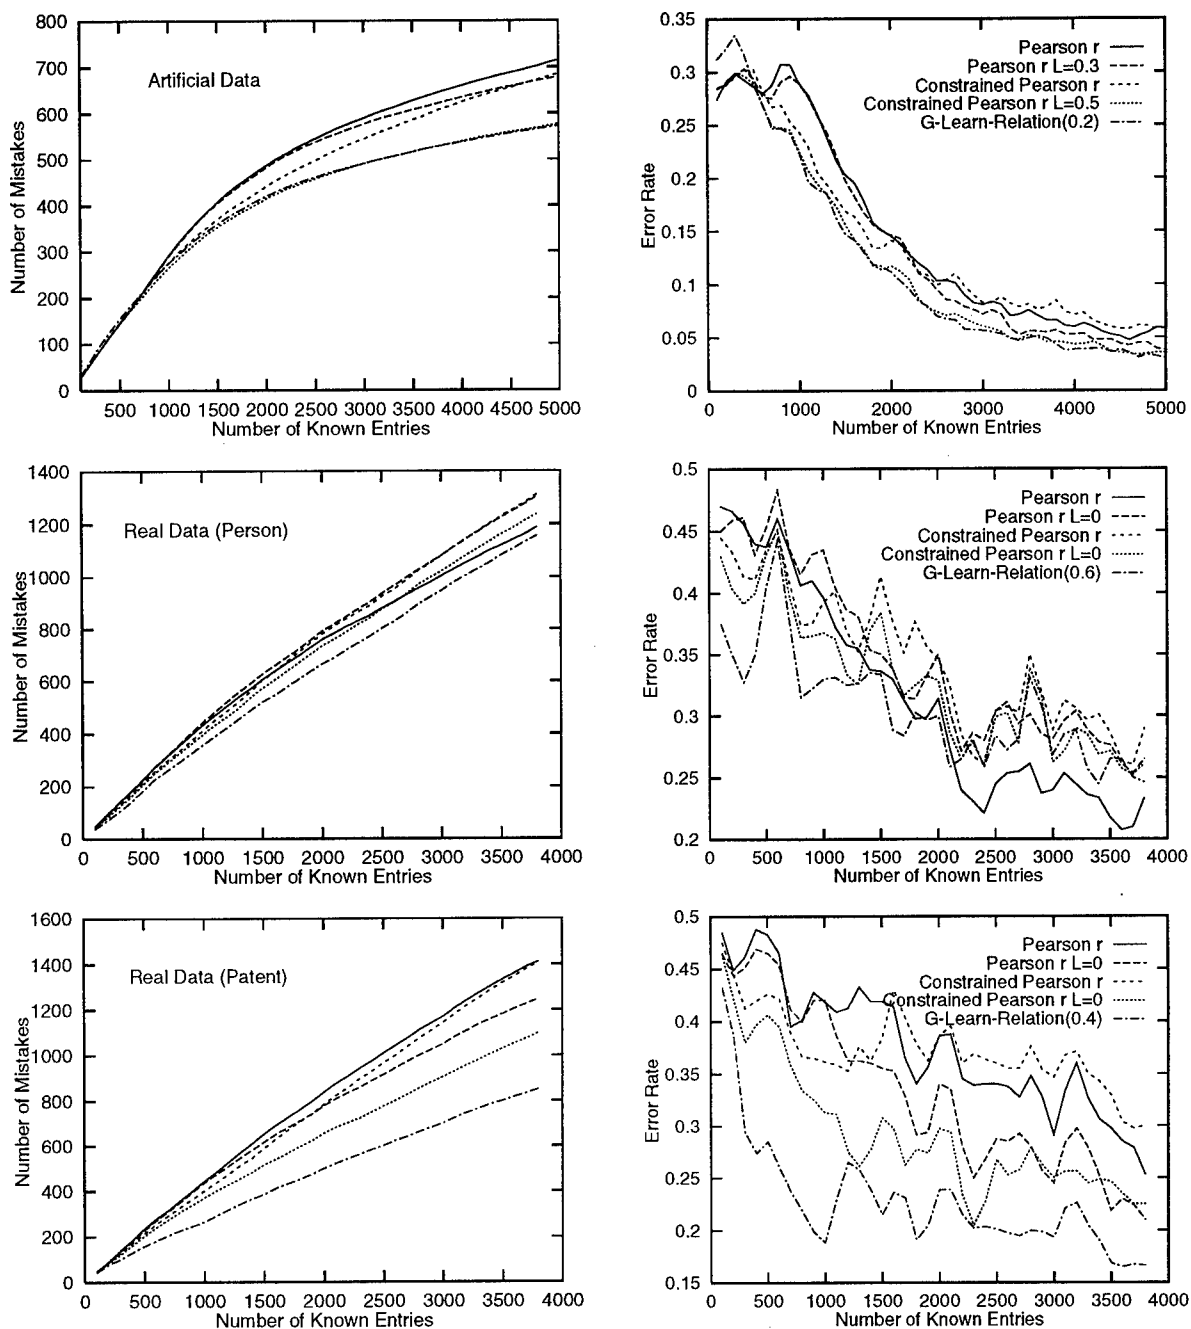 Artificial Data
Number of Mistakes
800
700
600
500
400
300
200
100
0
500 1000 1500 2000 2500 3000 3500 4000 4500 5000
Number of Known Entries
Pearson r
Pearson r L=0.3
Constrained Pearson r
Constrained Pearson r L=0.5
G-Learn-Relation(0.2)
Error Rate
0.35
0.3
0.25
0.2
0.15
0.1
0.05
0
0 1000 2000 3000 4000 5000
Number of Known Entries
Real Data (Person)
Number of Mistakes
1400
1200
1000
800
600
400
200
0
0 500 1000 1500 2000 2500 3000 3500 4000
Number of Known Entries
Pearson r
Pearson r L=0
Constrained Pearson r
Constrained Pearson r L=0
G-Learn-Relation(0.6)
Error Rate
0.5
0.45
0.4
0.35
0.3
0.25
0.2
0 500 1000 1500 2000 2500 3000 3500 4000
Number of Known Entries
Real Data (Patent)
Number of Mistakes
1600
1400
1200
1000
800
600
400
200
0
0 500 1000 1500 2000 2500 3000 3500 4000
Number of Known Entries
Pearson r
Pearson r L=0
Constrained Pearson r
Constrained Pearson r L=0
G-Learn-Relation(0.4)
Error Rate
0.5
0.45
0.4
0.35
0.3
0.25
0.2
0.15
0 500 1000 1500 2000 2500 3000 3500 4000
Number of Known Entries